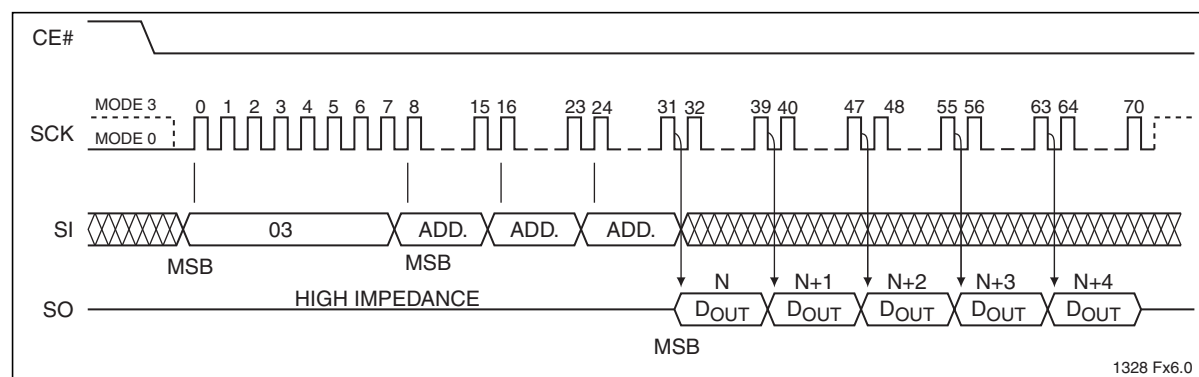 CE#
MODE 3
0 1 2 3 4 5 6 7 8 15 16 23 24 31 32 39 40 47 48 55 56 63 64 70
SCK
MODE 0
SI
03 ADD. ADD. ADD.
MSB MSB
N N+1 N+2 N+3 N+4
HIGH IMPEDANCE
SO
DOUT DOUT DOUT DOUT DOUT
MSB
1328 Fx6.0